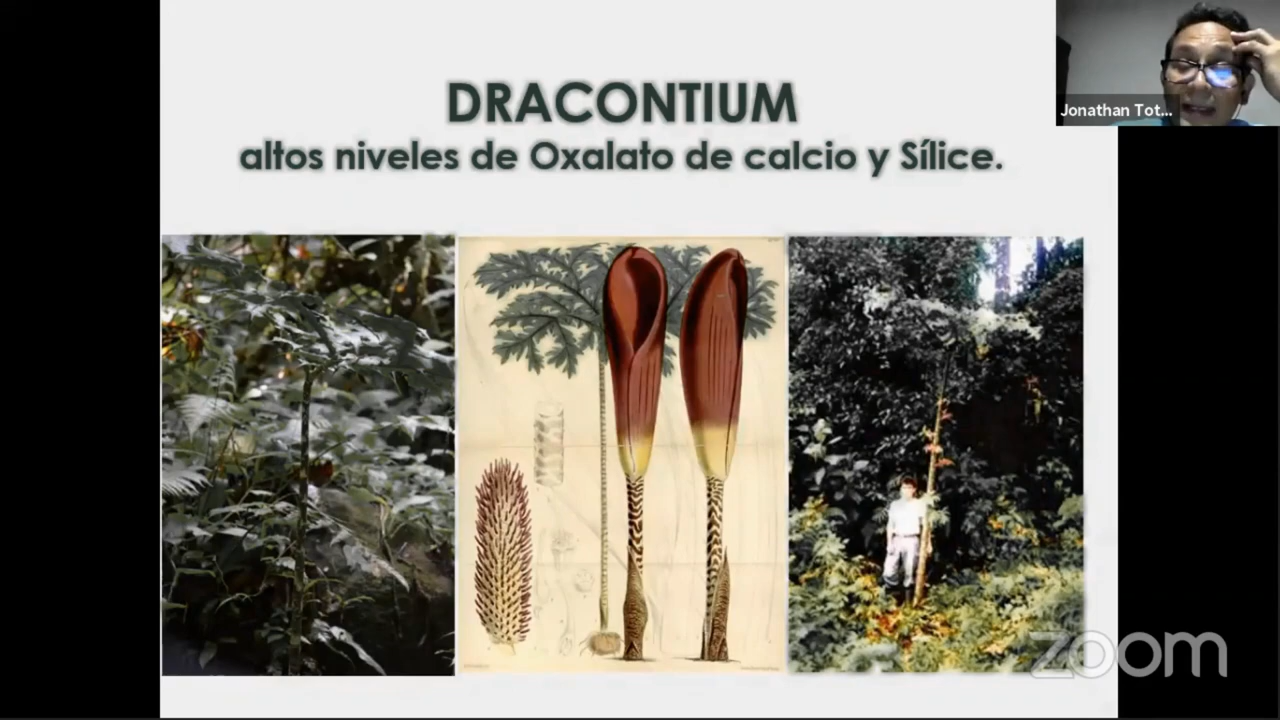 DRACONTIUM
altos niveles de Oxalato de calcio y Sílice.
Jonathan Tot...
zoom